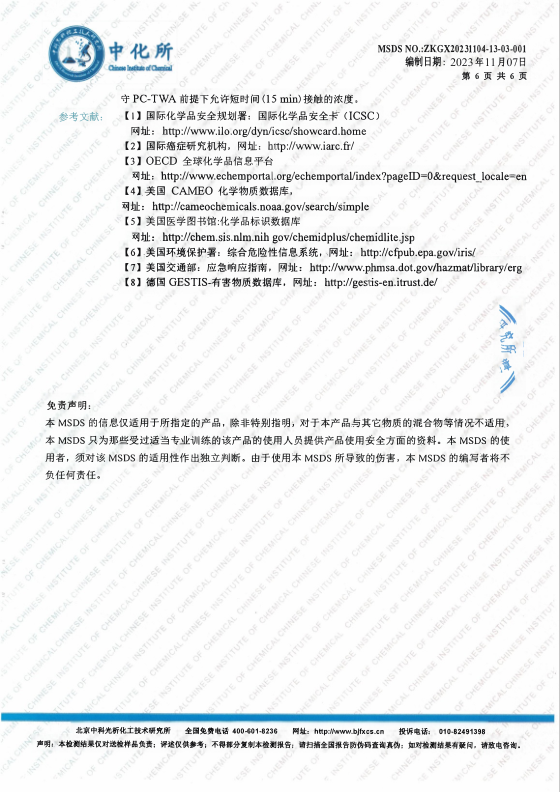 中化所
Chinese Institute of Chemical
MSDS NO.:ZKGX20231104-13-03-001
编制日期: 2023年11月07日
第 6 页 共 6 页
守 PC-TWA 前提下允许短时间(15 min)接触的浓度。
参考文献: 【1】国际化学品安全规划署：国际化学品安全卡（ICSC）
网址：http://www.ilo.org/dyn/icsc/showcard.home
【2】国际癌症研究机构，网址：http://www.iarc.fr/
【3】OECD 全球化学品信息平台
网址：http://www.echemportal.org/echemportal/index?pageID=0&request_locale=en
【4】美国 CAMEO 化学物质数据库，
网址：http://cameochemicals.noaa.gov/search/simple
【5】美国医学图书馆:化学品标识数据库
网址：http://chem.sis.nlm.nih gov/chemidplus/chemidlite.jsp
【6】美国环境保护署：综合危险性信息系统，网址：http://cfpub.epa.gov/iris/
【7】美国交通部：应急响应指南，网址：http://www.phmsa.dot.gov/hazmat/library/erg
【8】德国 GESTIS-有害物质数据库，网址：http://gestis-en.itrust.de/
究所
免责声明：
本 MSDS 的信息仅适用于所指定的产品，除非特别指明，对于本产品与其它物质的混合物等情况不适用，
本 MSDS 只为那些受过适当专业训练的该产品的使用人员提供产品使用安全方面的资料。本 MSDS 的使
用者，须对该 MSDS 的适用性作出独立判断。由于使用本 MSDS 所导致的伤害，本 MSDS 的编写者将不
负任何责任。
CHINESE INSTITUTE OF CHEMICAL
北京中科光析化工技术研究所 全国免费电话 400-601-8236 网址：http://www.bjfxcs.cn 投诉电话： 010-82491398
声明：本检测结果仅对送检样品负责；评述仅供参考；不得部分复制本检测报告；请扫描全国报告防伪码查询真伪；如对检测结果有疑问，请致电咨询。